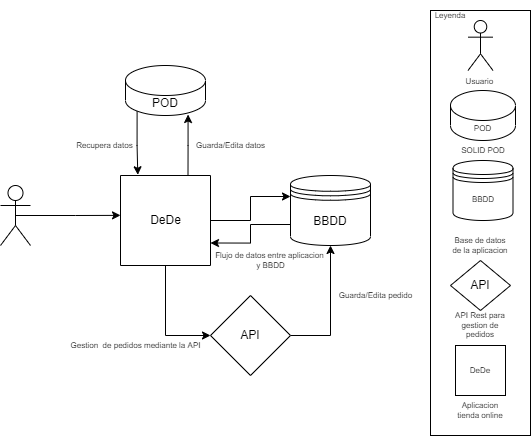 POD
Recupera datos
Guarda/Edita datos
DeDe
BBDD
Flujo de datos entre aplicacion
y BBDD
Guarda/Edita pedido
API
Gestion de pedidos mediante la API
Leyenda
Usuario
POD
SOLID POD
BBDD
Base de datos
de la aplicacion
API
API Rest para
gestion de
pedidos
DeDe
Aplicacion
tienda online